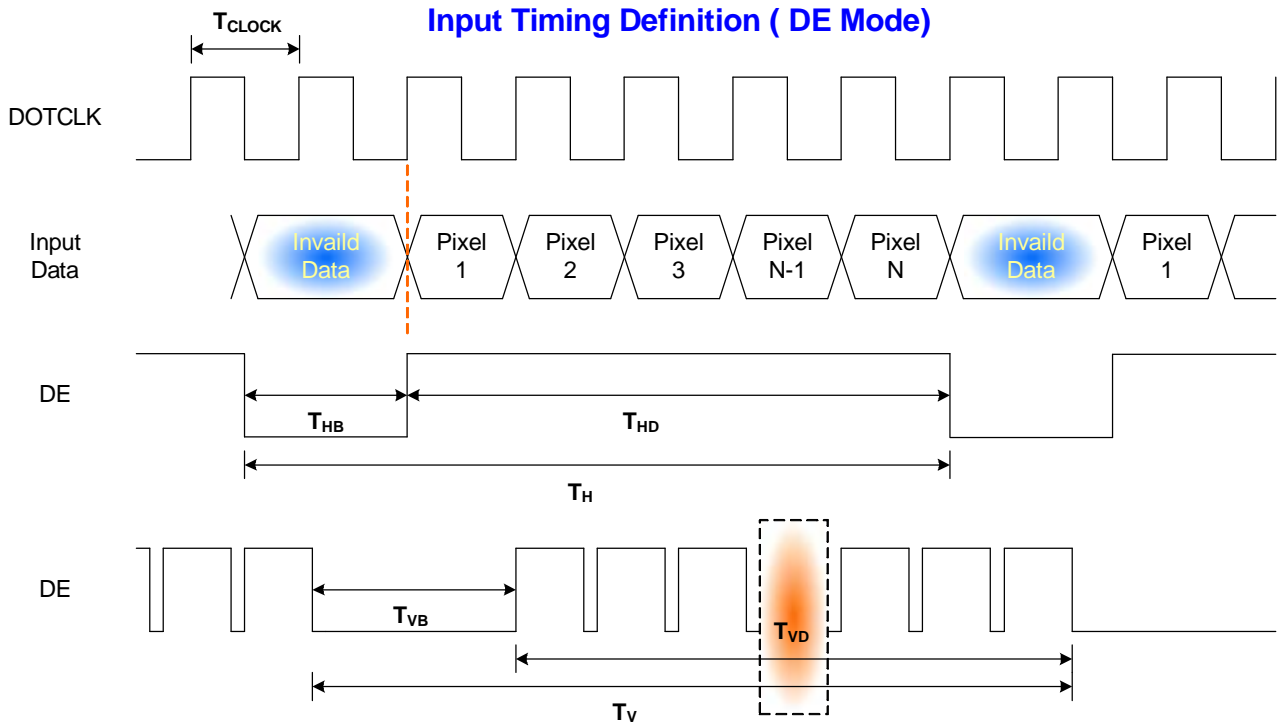 Input Timing Definition ( DE Mode)
TCLOCK
DOTCLK
Input
Data
Invaild
Data
Pixel
1
Pixel
2
Pixel
3
Pixel
N-1
Pixel
N
Invaild
Data
Pixel
1
DE
THB
THD
TH
DE
TVB
TVD
TV